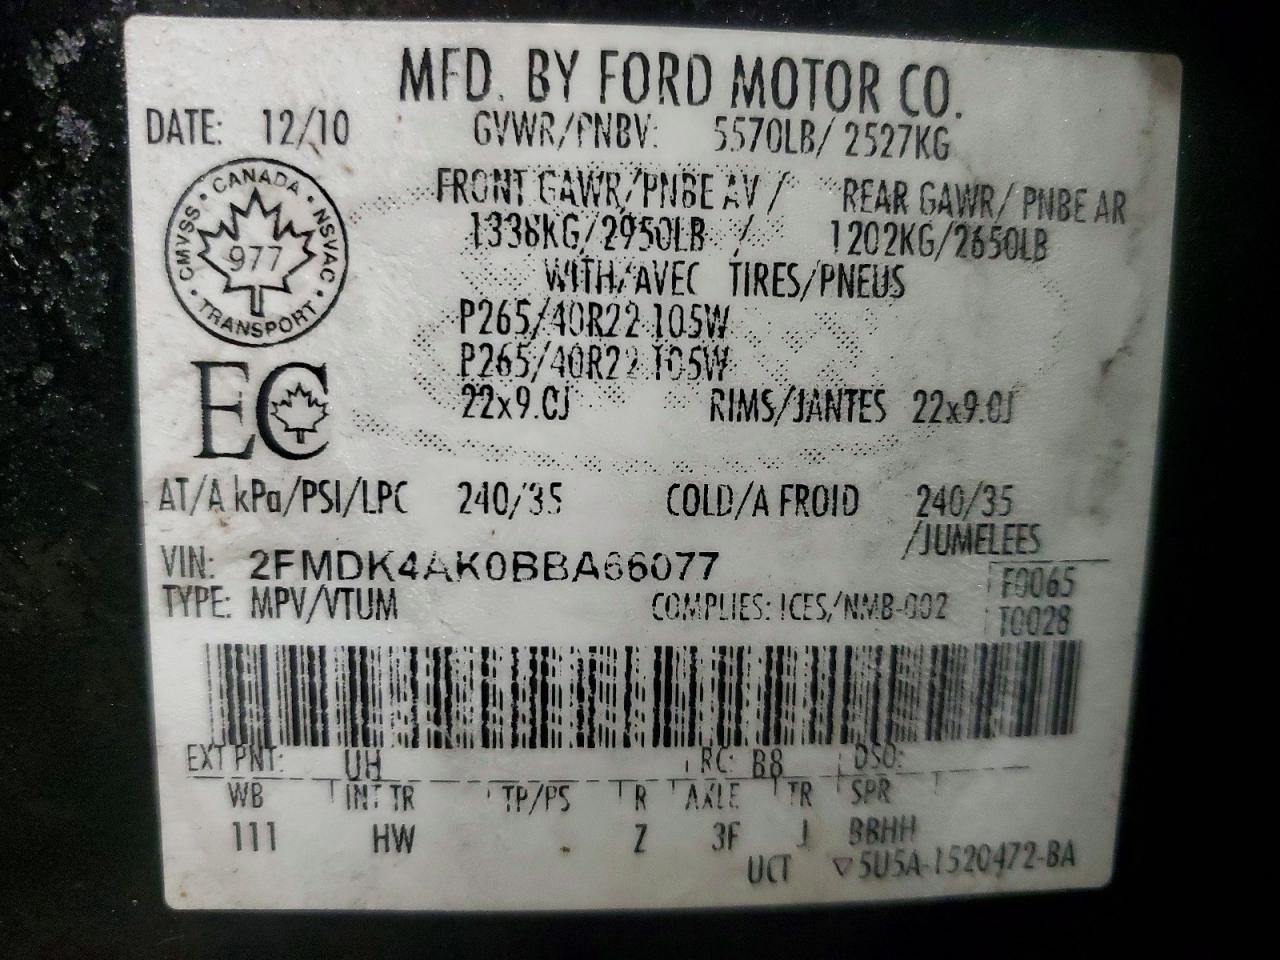 MFD. BY FORD MOTOR CO.
DATE: 12/10 GVWR/PNBV: 5570LB/ 2527KG
CANADA
CMVSS · NSVAC
977
TRANSPORT
FRONT GAWR/PNBE AV / REAR GAWR/ PNBE AR
1338KG/2950LB / 1202KG/2650LB
WITH/AVEC TIRES/PNEUS
P265/40R22 105W
P265/40R22 105W
EC
22x9.0J RIMS/JANTES 22x9.0J
AT/A kPa/PSI/LPC 240/35 COLD/A FROID 240/35
/JUMELEES
VIN: 2FMDK4AK0BBA66077
F0065
TYPE: MPV/VTUM COMPLIES: ICES/NMB-002
T0028
EXT PNT: UH RC: B8 DSO:
WB INT TR TP/PS R AXLE TR SPR
111 HW Z 3F J BBHH
UCT ▽5U5A-1520472-BA